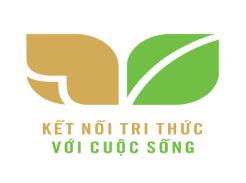 KẾT NỐI TRI THỨC
VỚI CUỘC SỐNG